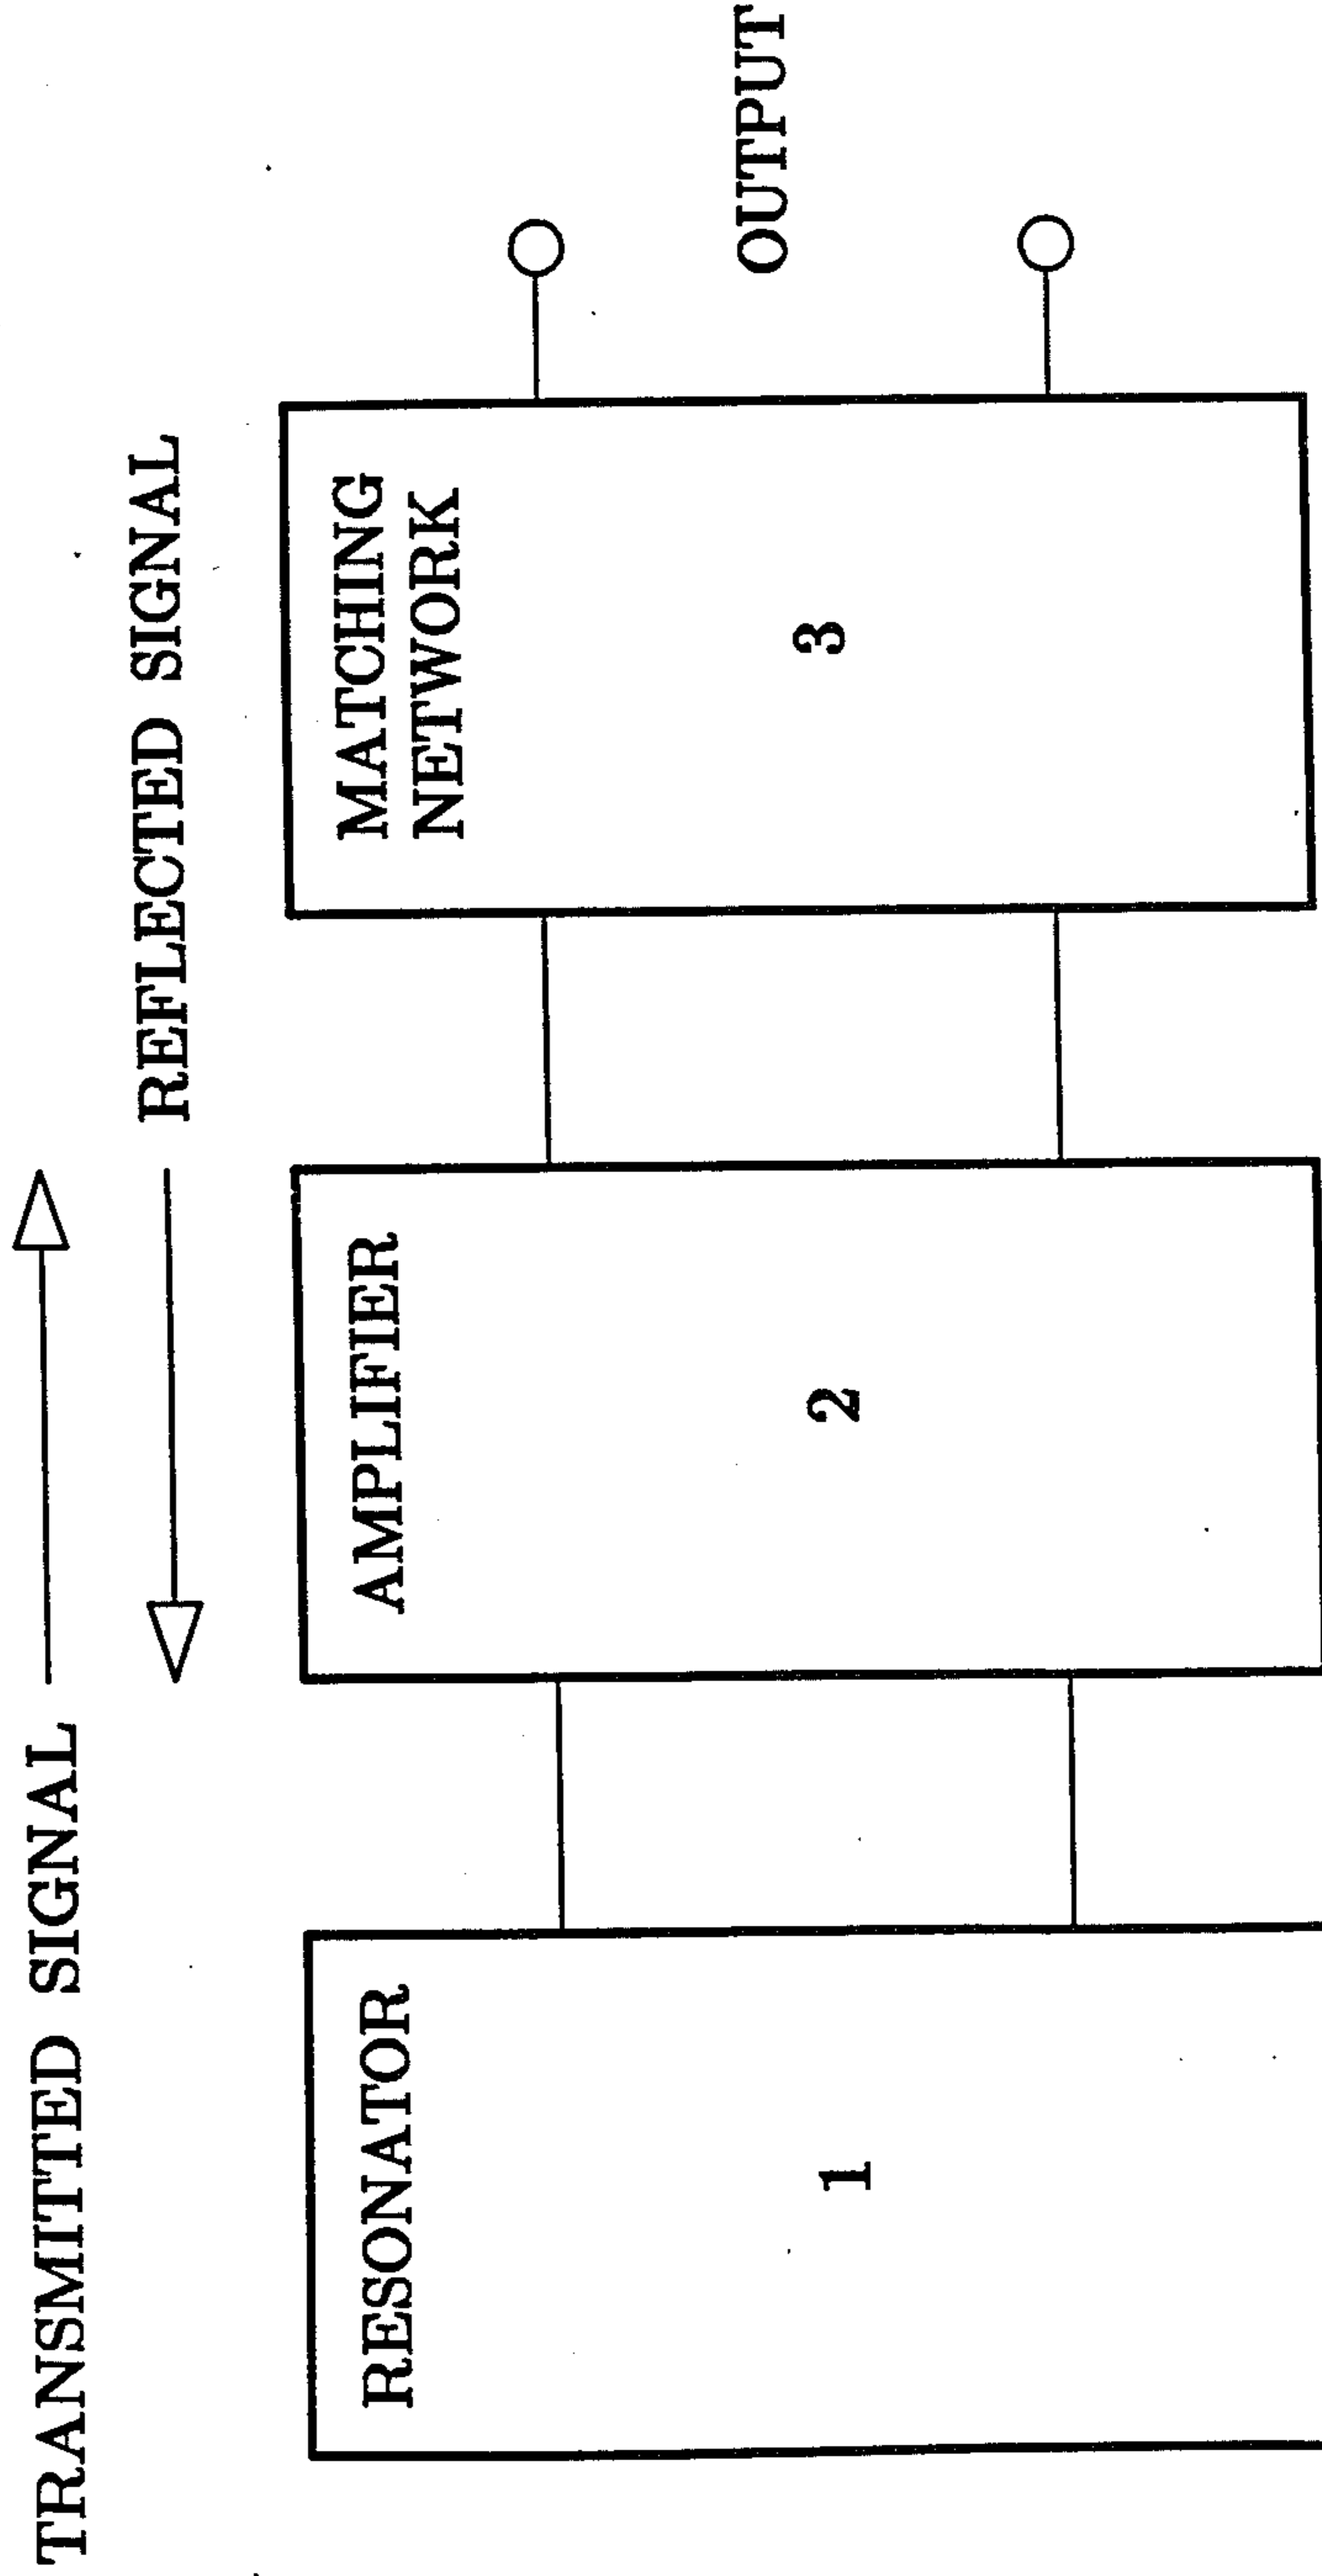 TRANSMITTED SIGNAL
REFLECTED SIGNAL
RESONATOR
1
AMPLIFIER
2
MATCHING
NETWORK
3
OUTPUT